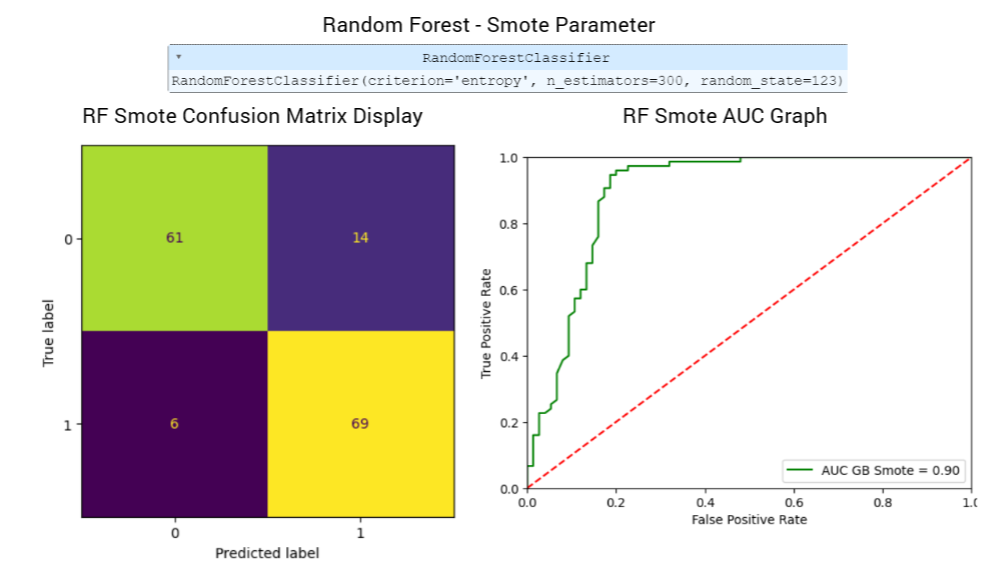 Random Forest - Smote Parameter
▾ RandomForestClassifier
RandomForestClassifier(criterion='entropy', n_estimators=300, random_state=123)
RF Smote Confusion Matrix Display
0
1
True label
61
14
6
69
0
1
Predicted label
RF Smote AUC Graph
1.0
0.8
0.6
0.4
0.2
0.0
True Positive Rate
AUC GB Smote = 0.90
0.0
0.2
0.4
0.6
0.8
1.0
False Positive Rate